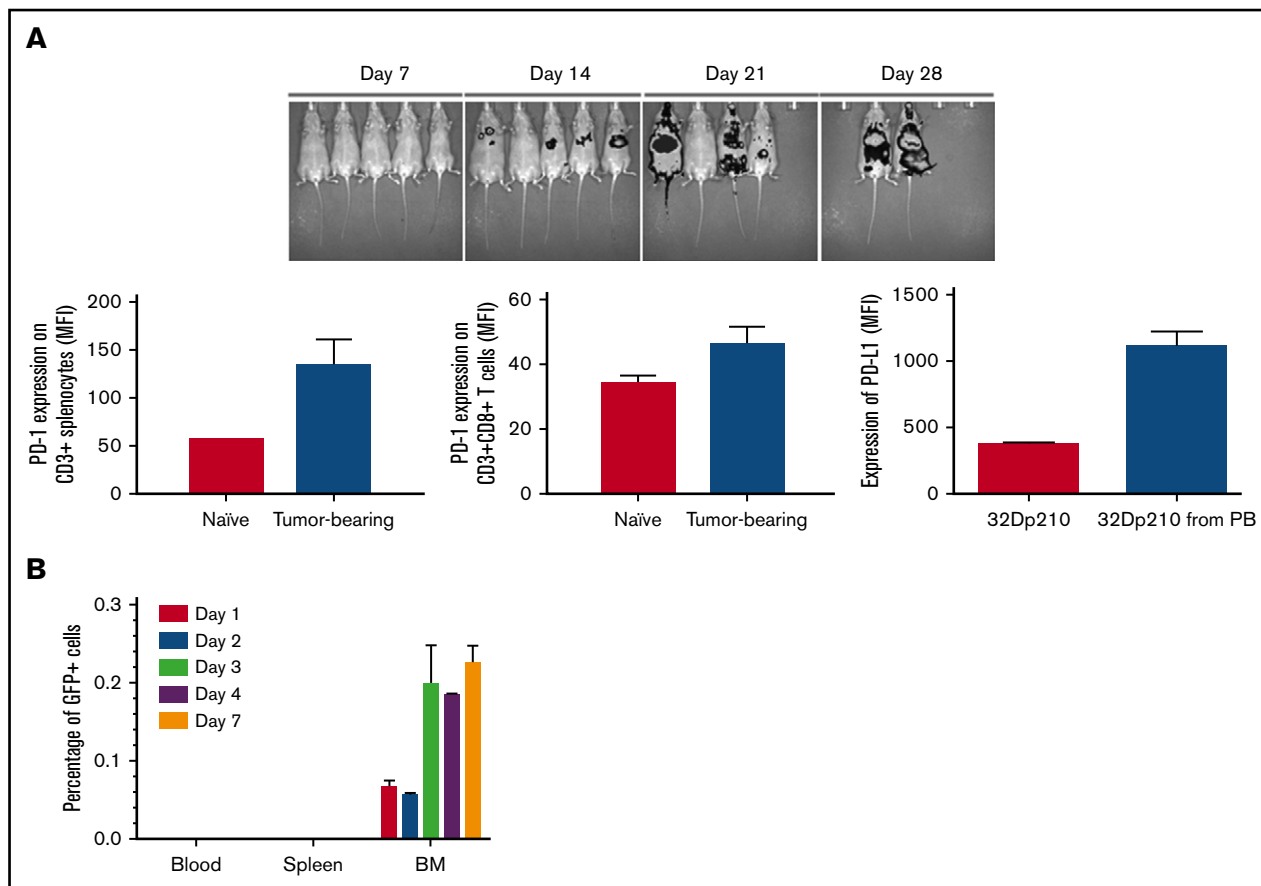 A
Day 7 Day 14 Day 21 Day 28
PD-1 expression on
CD3+ splenocytes (MFI)
200
150
100
50
0
Naïve Tumor-bearing
PD-1 expression on
CD3+CD8+ T cells (MFI)
60
40
20
0
Naïve Tumor-bearing
Expression of PD-L1 (MFI)
1500
1000
500
0
32Dp210 32Dp210 from PB
B
Percentage of GFP+ cells
0.3
0.2
0.1
0.0
Day 1
Day 2
Day 3
Day 4
Day 7
Blood Spleen BM